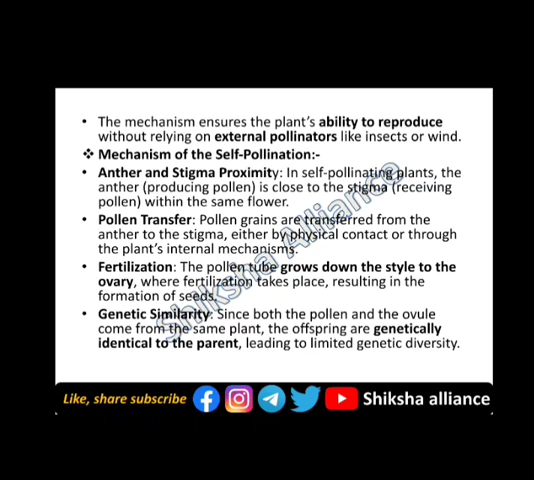 • The mechanism ensures the plant's ability to reproduce
without relying on external pollinators like insects or wind.
❖ Mechanism of the Self-Pollination:-
• Anther and Stigma Proximity: In self-pollinating plants, the
anther (producing pollen) is close to the stigma (receiving
pollen) within the same flower.
• Pollen Transfer: Pollen grains are transferred from the
anther to the stigma, either by physical contact or through
the plant's internal mechanisms.
• Fertilization: The pollen tube grows down the style to the
ovary, where fertilization takes place, resulting in the
formation of seeds.
• Genetic Similarity: Since both the pollen and the ovule
come from the same plant, the offspring are genetically
identical to the parent, leading to limited genetic diversity.
Shiksha Alliance
Like, share subscribe
Shiksha alliance